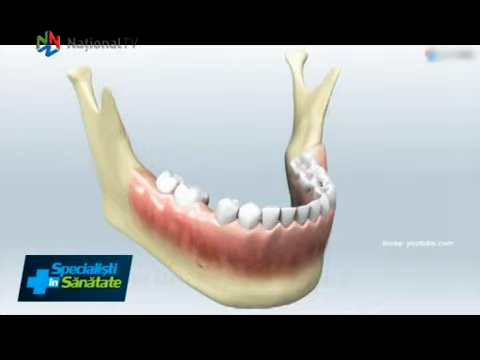 NaționalTV
Specialiști
în Sănătate
sursa: youtube.com